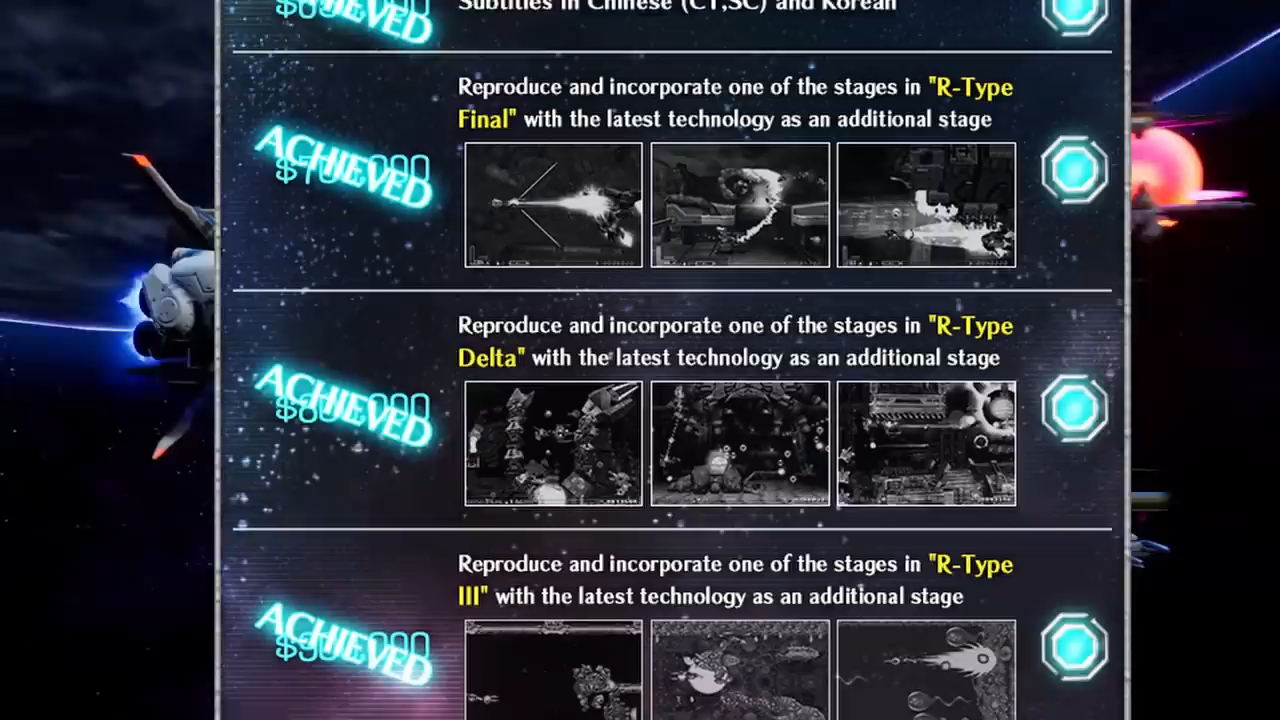 Subtitles in Chinese (CT,SC) and Korean
ACHIEVED
Reproduce and incorporate one of the stages in "R-Type
Final" with the latest technology as an additional stage
ACHIEVED
Reproduce and incorporate one of the stages in "R-Type
Delta" with the latest technology as an additional stage
ACHIEVED
Reproduce and incorporate one of the stages in "R-Type
III" with the latest technology as an additional stage
ACHIEVED